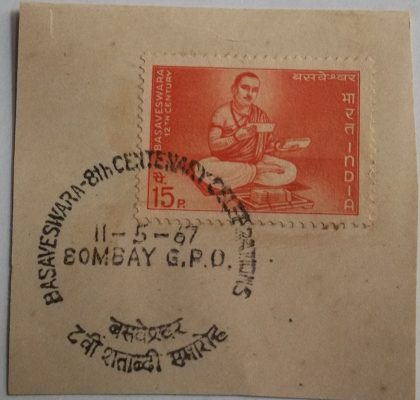 BASAVESWARA
12TH CENTURY
बसवेश्वर
भारत INDIA
पै. 15 P.
BASAVESWARA-8th CENTENARY CELEBRATIONS
11-5-67
BOMBAY G.P.O.
बसवेश्वर
८वीं शताब्दी समारोह